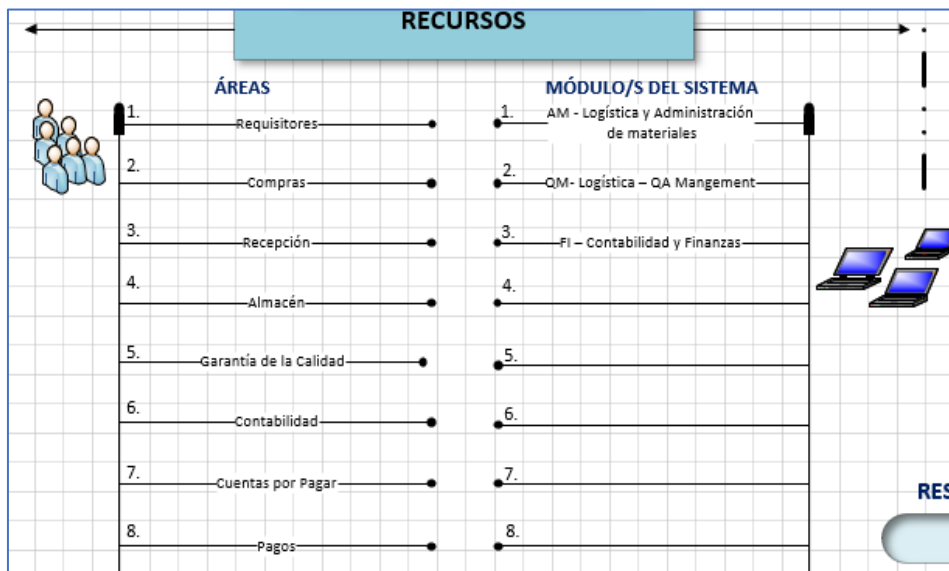 RECURSOS
ÁREAS
MÓDULO/S DEL SISTEMA
1. Requisitores
2. Compras
3. Recepción
4. Almacén
5. Garantía de la Calidad
6. Contabilidad
7. Cuentas por Pagar
8. Pagos
1. AM - Logística y Administración
de materiales
2. QM- Logística – QA Mangement
3. FI – Contabilidad y Finanzas
4.
5.
6.
7.
8.
RES